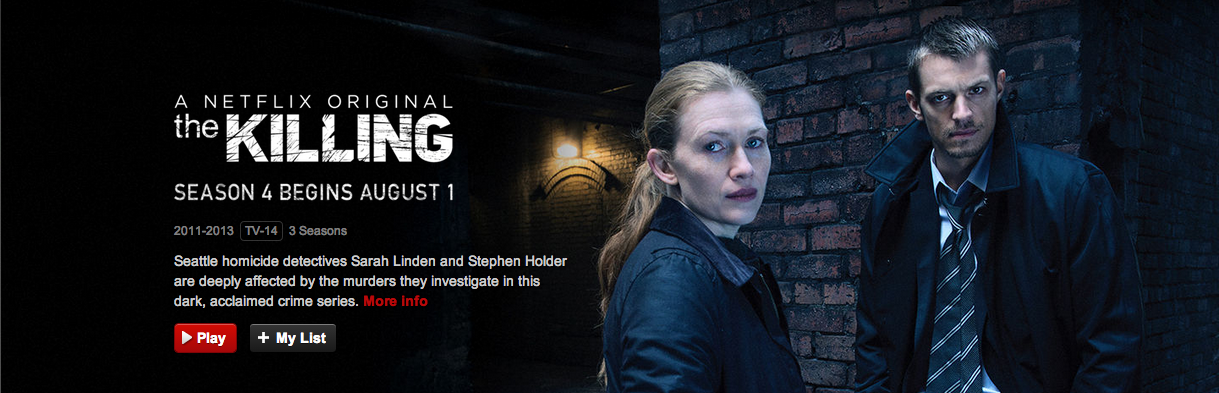 A NETFLIX ORIGINAL
the KILLING
SEASON 4 BEGINS AUGUST 1
2011-2013 TV-14 3 Seasons
Seattle homicide detectives Sarah Linden and Stephen Holder
are deeply affected by the murders they investigate in this
dark, acclaimed crime series. More Info
Play + My List